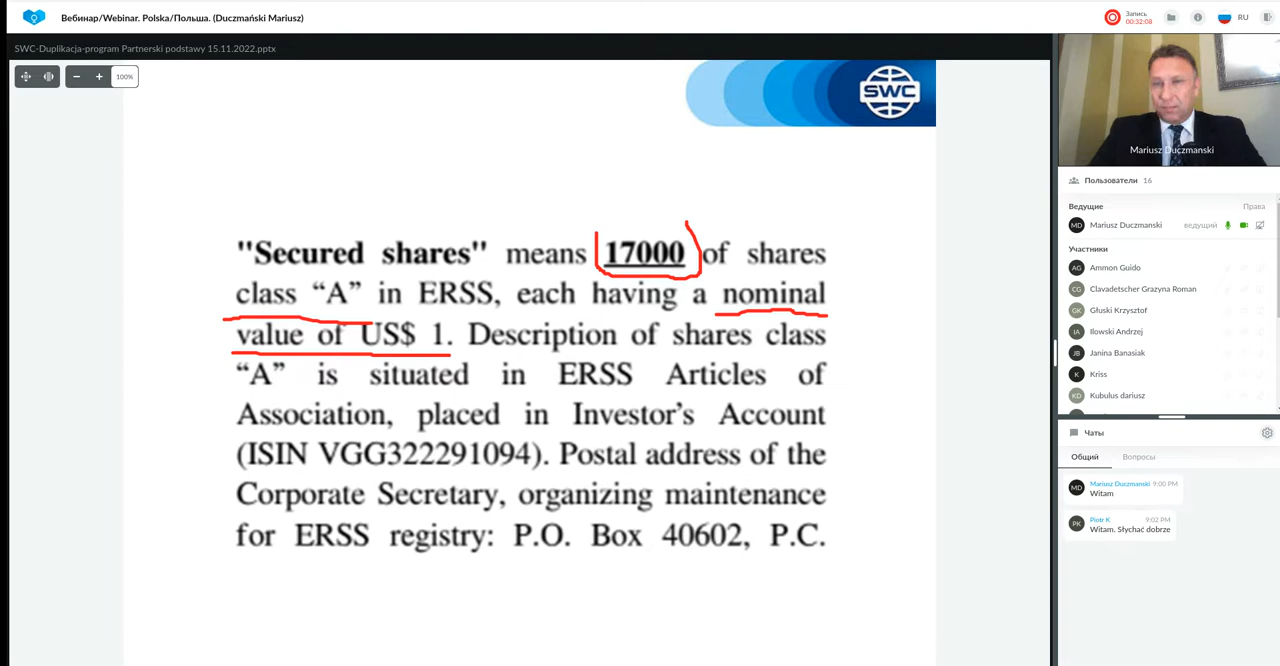 Вебинар/Webinar. Polska/Польша. (Duczmański Mariusz)
Запись
00:32:08
RU
SWC-Duplikacja-program Partnerski podstawy 15.11.2022.pptx
100%
SWC
"Secured shares" means 17000 of shares
class “A” in ERSS, each having a nominal
value of US$ 1. Description of shares class
“A” is situated in ERSS Articles of
Association, placed in Investor’s Account
(ISIN VGG322291094). Postal address of the
Corporate Secretary, organizing maintenance
for ERSS registry: P.O. Box 40602, P.C.
Mariusz Duczmanski
Пользователи 16
Ведущие Права
MD Mariusz Duczmanski ведущий
Участники
AG Ammon Guido
CG Clavadetscher Grazyna Roman
GK Głuski Krzysztof
IA Ilowski Andrzej
JB Janina Banasiak
K Kriss
KD Kubulus dariusz
Чаты
Общий Вопросы
MD Mariusz Duczmanski 9:00 PM
Witam
PK Piotr K 9:02 PM
Witam. Słychać dobrze